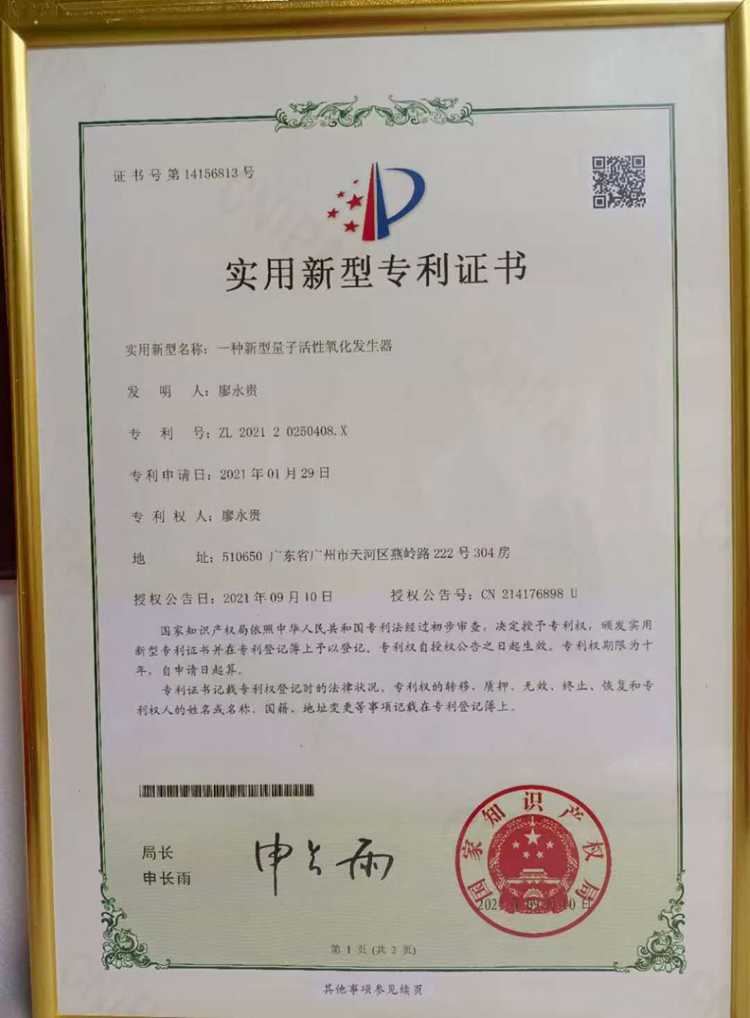 证书号第14156813号
实用新型专利证书
实用新型名称：一种新型量子活性氧化发生器
发明人：廖永贵
专利号：ZL 2021 2 0250408.X
专利申请日：2021年01月29日
专利权人：廖永贵
地址：510650 广东省广州市天河区燕岭路222号304房
授权公告日：2021年09月10日 授权公告号：CN 214176898 U
国家知识产权局依照中华人民共和国专利法经过初步审查，决定授予专利权，颁发实用
新型专利证书并在专利登记簿上予以登记。专利权自授权公告之日起生效。专利权期限为十
年，自申请日起算。
专利证书记载专利权登记时的法律状况。专利权的转移、质押、无效、终止、恢复和专
利权人的姓名或名称、国籍、地址变更等事项记载在专利登记簿上。
局长
申长雨
申长雨
国家知识产权局
2021年09月10日
第1页(共2页)
其他事项参见续页